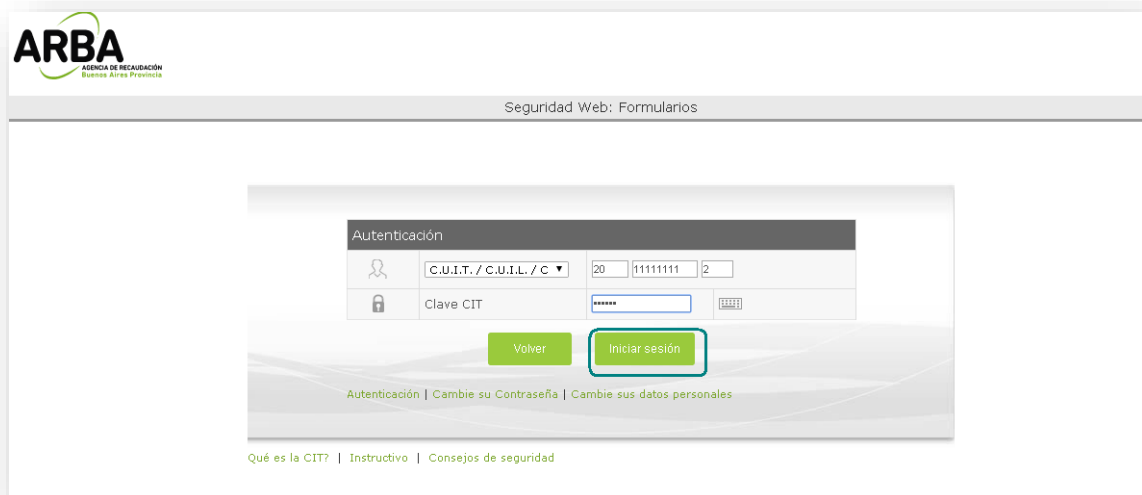 ARBA
AGENCIA DE RECAUDACIÓN
Buenos Aires Provincia
Seguridad Web: Formularios
Autenticación
C.U.I.T. / C.U.I.L. / C 20 11111111 2
Clave CIT ••••••
Volver Iniciar sesión
Autenticación | Cambie su Contraseña | Cambie sus datos personales
Qué es la CIT? | Instructivo | Consejos de seguridad